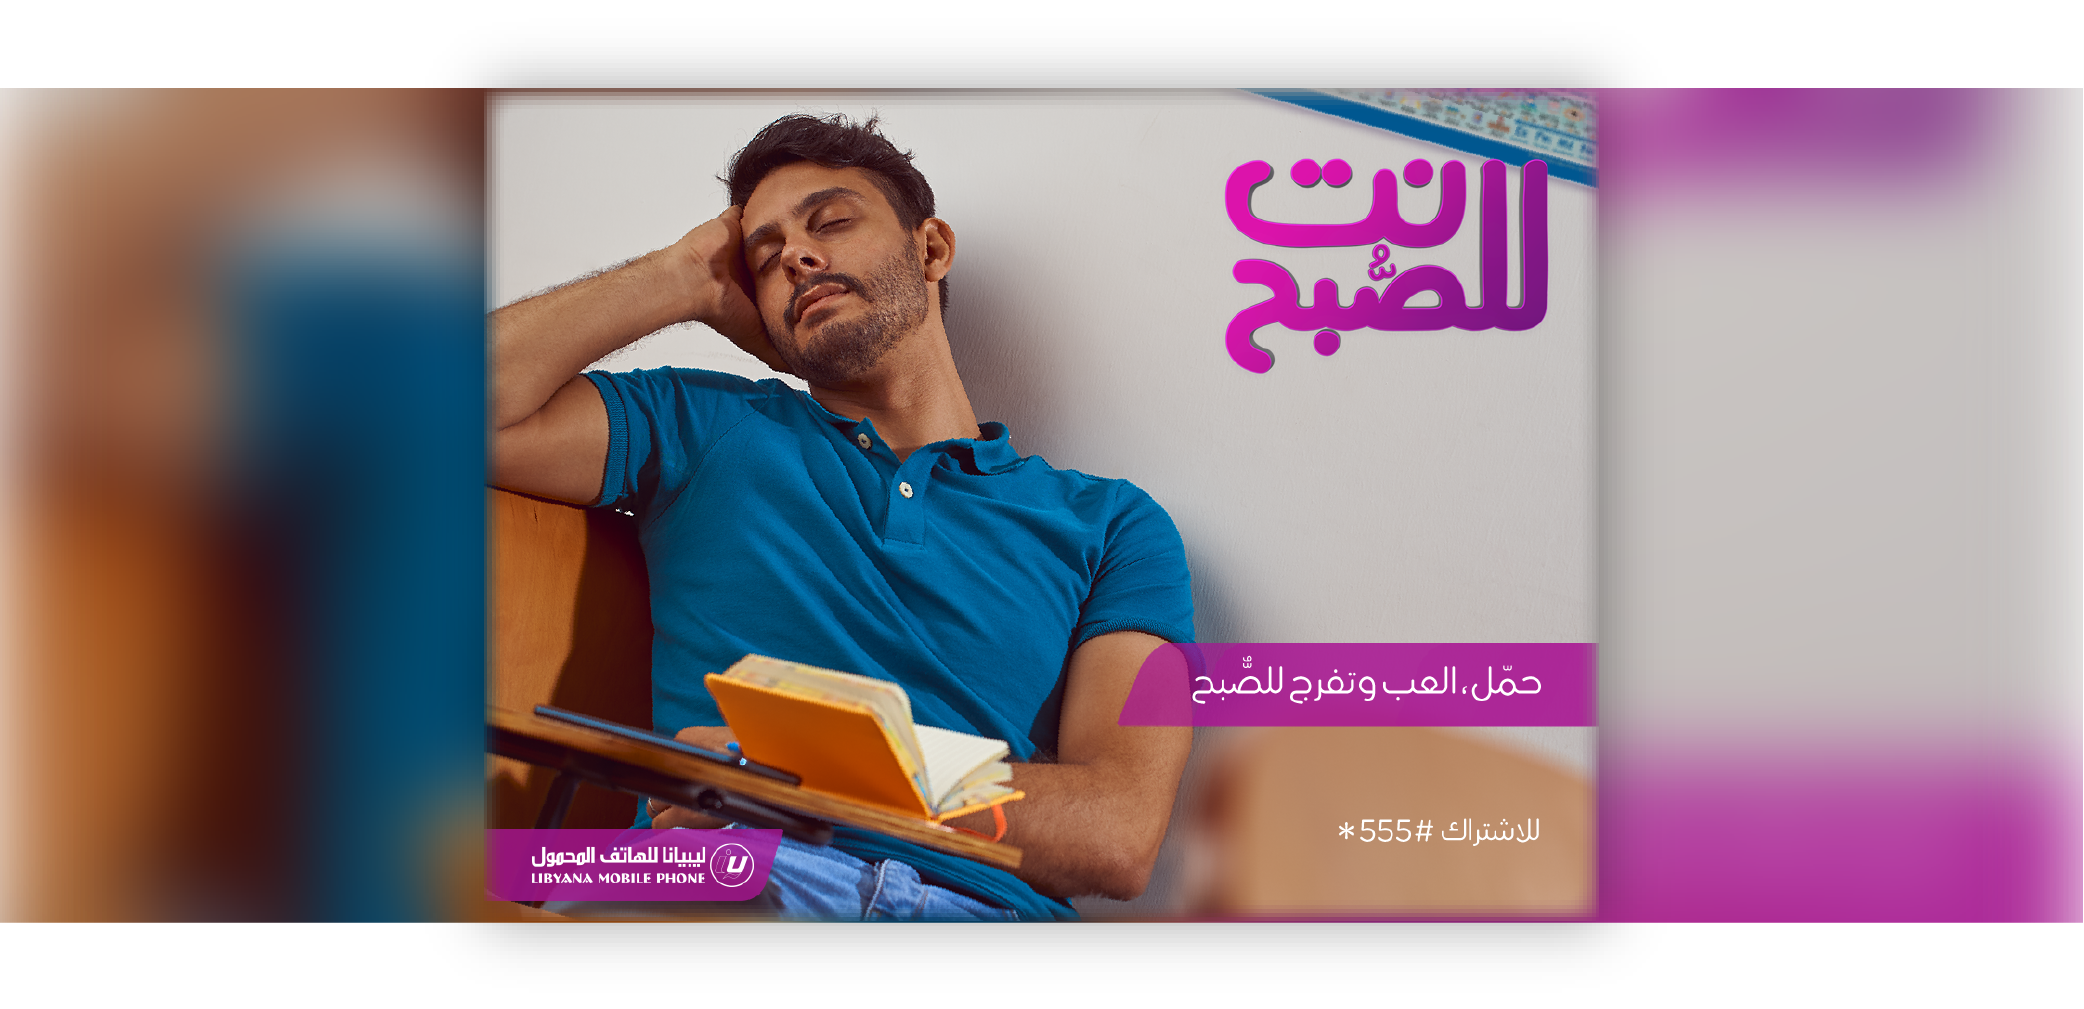 نت
للصُّبح
حمّل، العب وتفرج للصُّبح
للاشتراك #555*
ليبيانا للهاتف المحمول
LIBYANA MOBILE PHONE